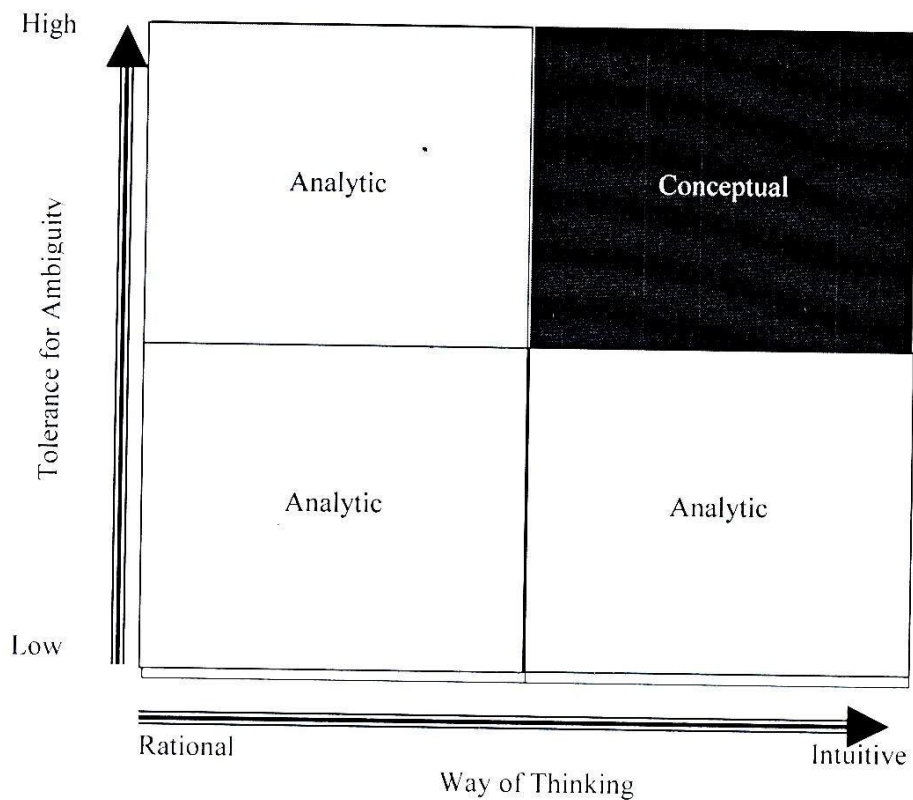 High
Analytic
Conceptual
Tolerance for Ambiguity
Analytic
Analytic
Low
Rational
Intuitive
Way of Thinking